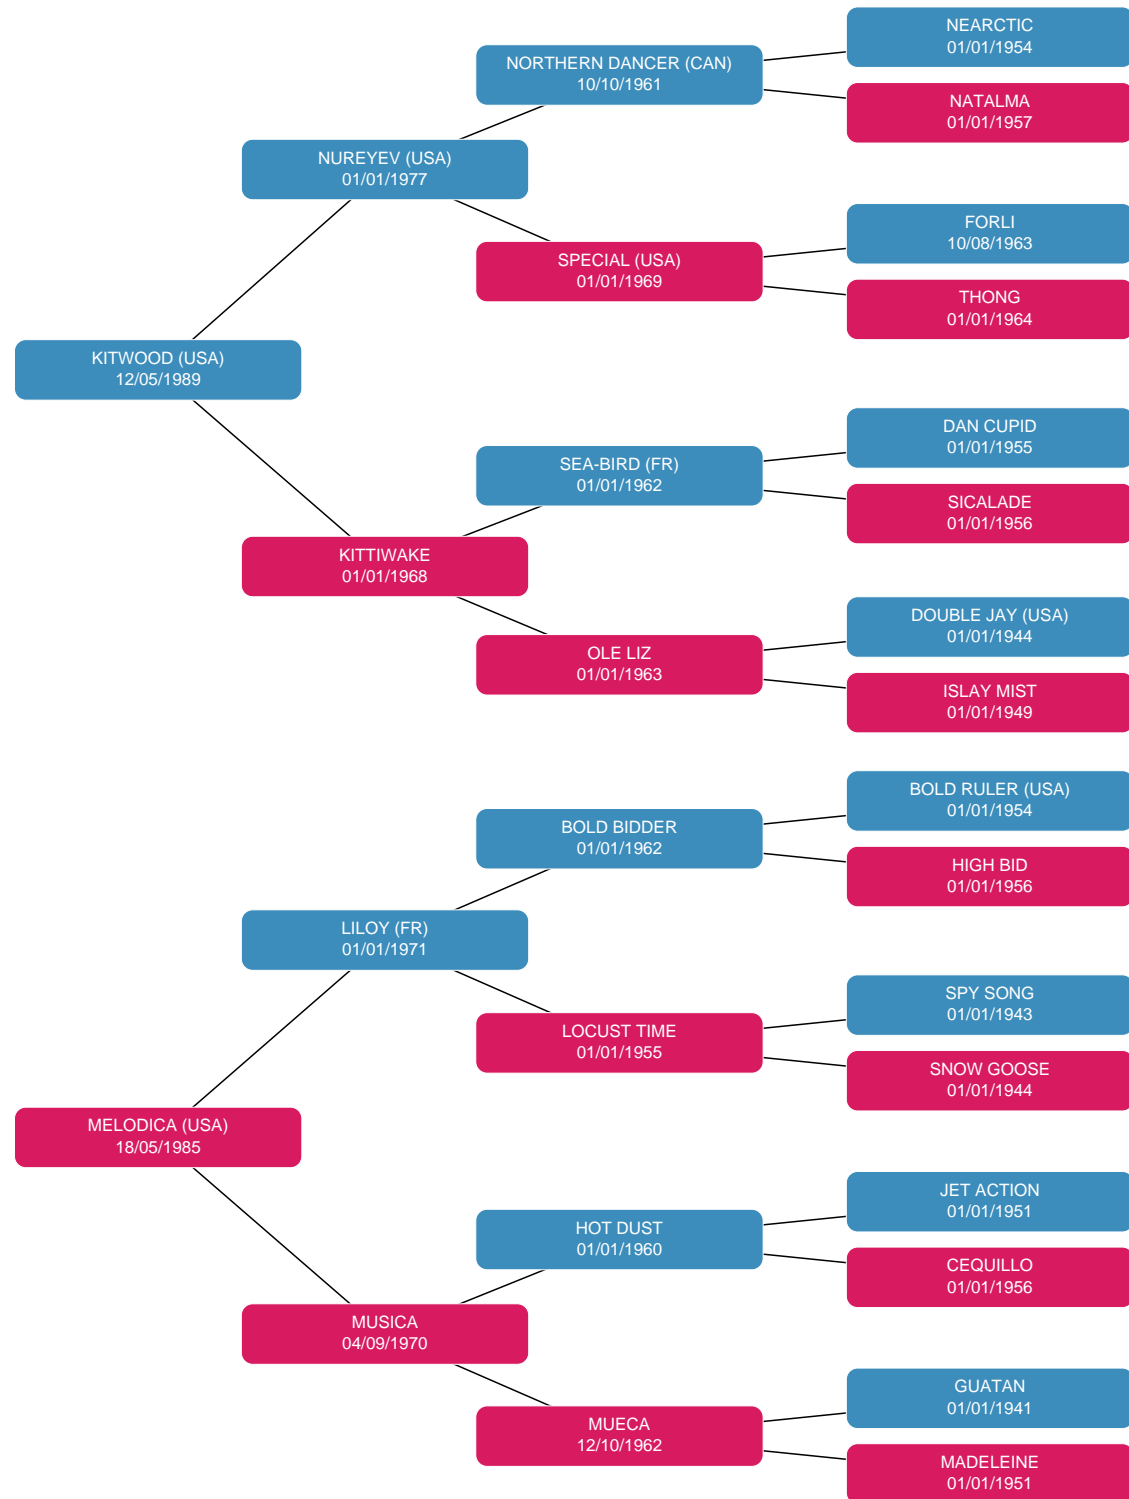 NEARCTIC
01/01/1954
NORTHERN DANCER (CAN)
10/10/1961
NATALMA
01/01/1957
NUREYEV (USA)
01/01/1977
FORLI
10/08/1963
SPECIAL (USA)
01/01/1969
THONG
01/01/1964
KITWOOD (USA)
12/05/1989
DAN CUPID
01/01/1955
SEA-BIRD (FR)
01/01/1962
SICALADE
01/01/1956
KITTIWAKE
01/01/1968
DOUBLE JAY (USA)
01/01/1944
OLE LIZ
01/01/1963
ISLAY MIST
01/01/1949
BOLD RULER (USA)
01/01/1954
BOLD BIDDER
01/01/1962
HIGH BID
01/01/1956
LILOY (FR)
01/01/1971
SPY SONG
01/01/1943
LOCUST TIME
01/01/1955
SNOW GOOSE
01/01/1944
MELODICA (USA)
18/05/1985
JET ACTION
01/01/1951
HOT DUST
01/01/1960
CEQUILLO
01/01/1956
MUSICA
04/09/1970
GUATAN
01/01/1941
MUECA
12/10/1962
MADELEINE
01/01/1951